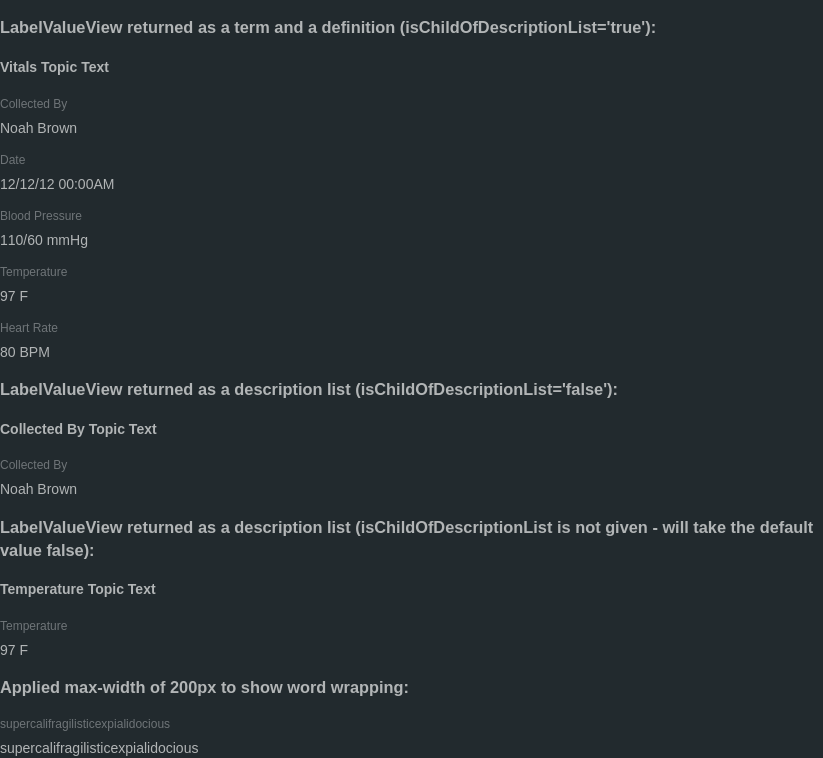 LabelValueView returned as a term and a definition (isChildOfDescriptionList='true'):
Vitals Topic Text
Collected By
Noah Brown
Date
12/12/12 00:00AM
Blood Pressure
110/60 mmHg
Temperature
97 F
Heart Rate
80 BPM
LabelValueView returned as a description list (isChildOfDescriptionList='false'):
Collected By Topic Text
Collected By
Noah Brown
LabelValueView returned as a description list (isChildOfDescriptionList is not given - will take the default
value false):
Temperature Topic Text
Temperature
97 F
Applied max-width of 200px to show word wrapping:
supercalifragilisticexpialidocious
supercalifragilisticexpialidocious